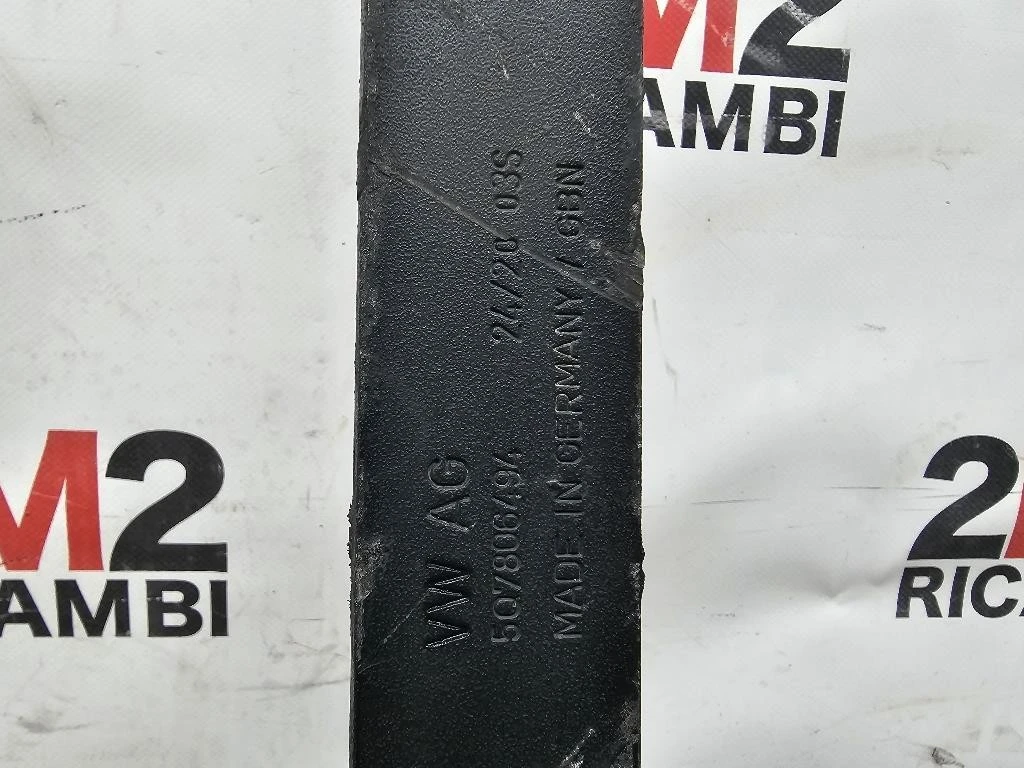 VW AG
5Q7806494 24/20 03S
MADE IN GERMANY / GBN
M2
AMBI
M2
AMBI
2
RICA